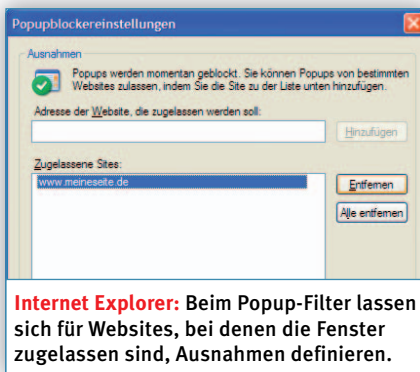 Popupblockereinstellungen
Ausnahmen
Popups werden momentan geblockt. Sie können Popups von bestimmten
Websites zulassen, indem Sie die Site zu der Liste unten hinzufügen.
Adresse der Website, die zugelassen werden soll:
Hinzufügen
Zugelassene Sites:
www.meineseite.de
Entfernen
Alle entfernen
Internet Explorer: Beim Popup-Filter lassen
sich für Websites, bei denen die Fenster
zugelassen sind, Ausnahmen definieren.